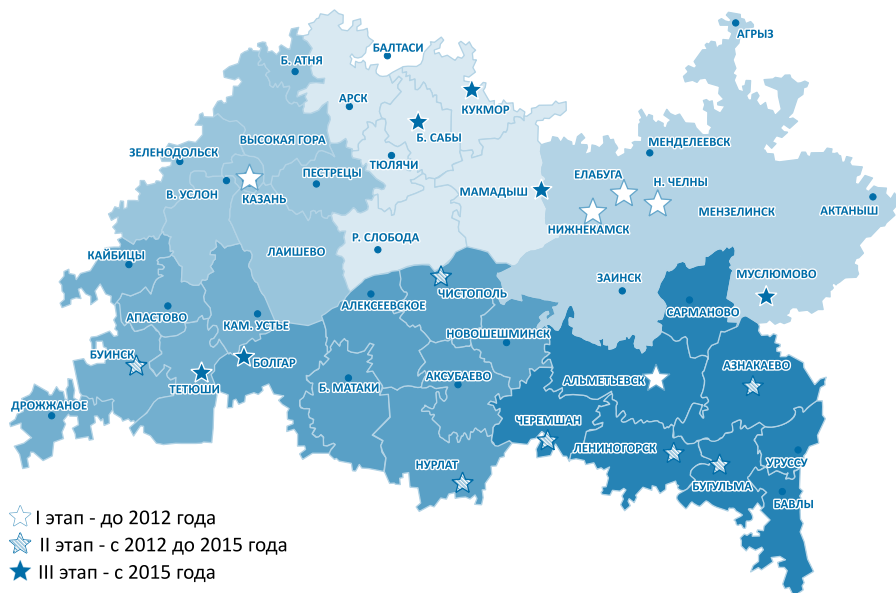 АГРЫЗ
БАЛТАСИ
Б. АТНЯ
АРСК
КУКМОР
ВЫСОКАЯ ГОРА
Б. САБЫ
МЕНДЕЛЕЕВСК
ЗЕЛЕНОДОЛЬСК
ТЮЛЯЧИ
ПЕСТРЕЦЫ
ЕЛАБУГА
Н. ЧЕЛНЫ
В. УСЛОН
КАЗАНЬ
МАМАДЫШ
МЕНЗЕЛИНСК
АКТАНЫШ
НИЖНЕКАМСК
Р. СЛОБОДА
ЛАИШЕВО
КАЙБИЦЫ
МУСЛЮМОВО
ЗАИНСК
ЧИСТОПОЛЬ
АЛЕКСЕЕВСКОЕ
САРМАНОВО
АПАСТОВО
КАМ. УСТЬЕ
НОВОШЕШМИНСК
БУИНСК
БОЛГАР
АЗНАКАЕВО
ТЕТЮШИ
Б. МАТАКИ
АКСУБАЕВО
АЛЬМЕТЬЕВСК
ДРОЖЖАНОЕ
ЧЕРЕМШАН
ЛЕНИНОГОРСК
УРУССУ
НУРЛАТ
БУГУЛЬМА
БАВЛЫ
I этап - до 2012 года
II этап - с 2012 до 2015 года
III этап - с 2015 года